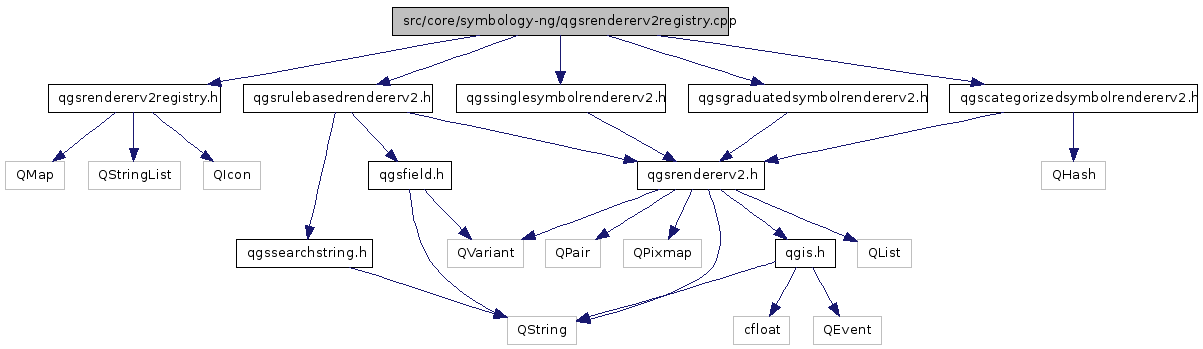 src/core/symbology-ng/qgsrendererv2registry.cpp
qgsrendererv2registry.h
qgsrulebasedrendererv2.h
qgssinglesymbolrendererv2.h
qgsgraduatedsymbolrendererv2.h
qgscategorizedsymbolrendererv2.h
QMap
QStringList
QIcon
qgsfield.h
qgsrendererv2.h
QHash
qgssearchstring.h
QVariant
QPair
QPixmap
qgis.h
QList
QString
cfloat
QEvent